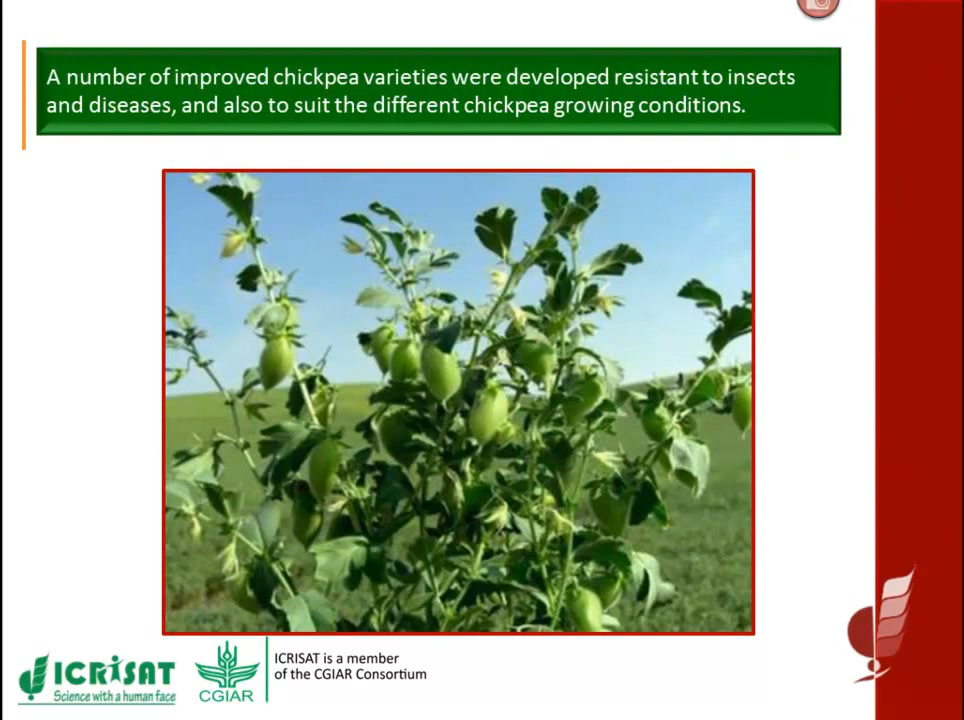 A number of improved chickpea varieties were developed resistant to insects
and diseases, and also to suit the different chickpea growing conditions.
ICRISAT
Science with a human face
CGIAR
ICRISAT is a member
of the CGIAR Consortium